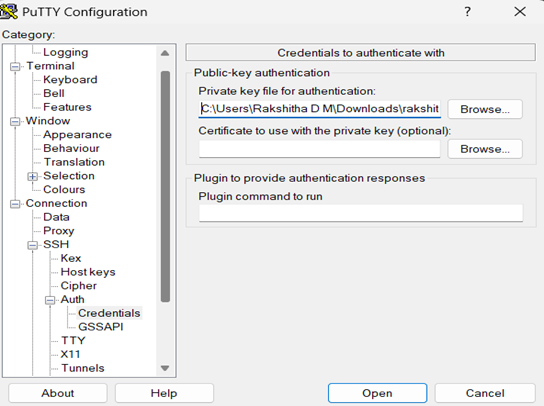 PuTTY Configuration
? ×
Category:
Logging
Terminal
Keyboard
Bell
Features
Window
Appearance
Behaviour
Translation
Selection
Colours
Connection
Data
Proxy
SSH
Kex
Host keys
Cipher
Auth
Credentials
GSSAPI
TTY
X11
Tunnels
Credentials to authenticate with
Public-key authentication
Private key file for authentication:
C:\Users\Rakshitha D M\Downloads\rakshit
Browse...
Certificate to use with the private key (optional):
Browse...
Plugin to provide authentication responses
Plugin command to run
About
Help
Open
Cancel